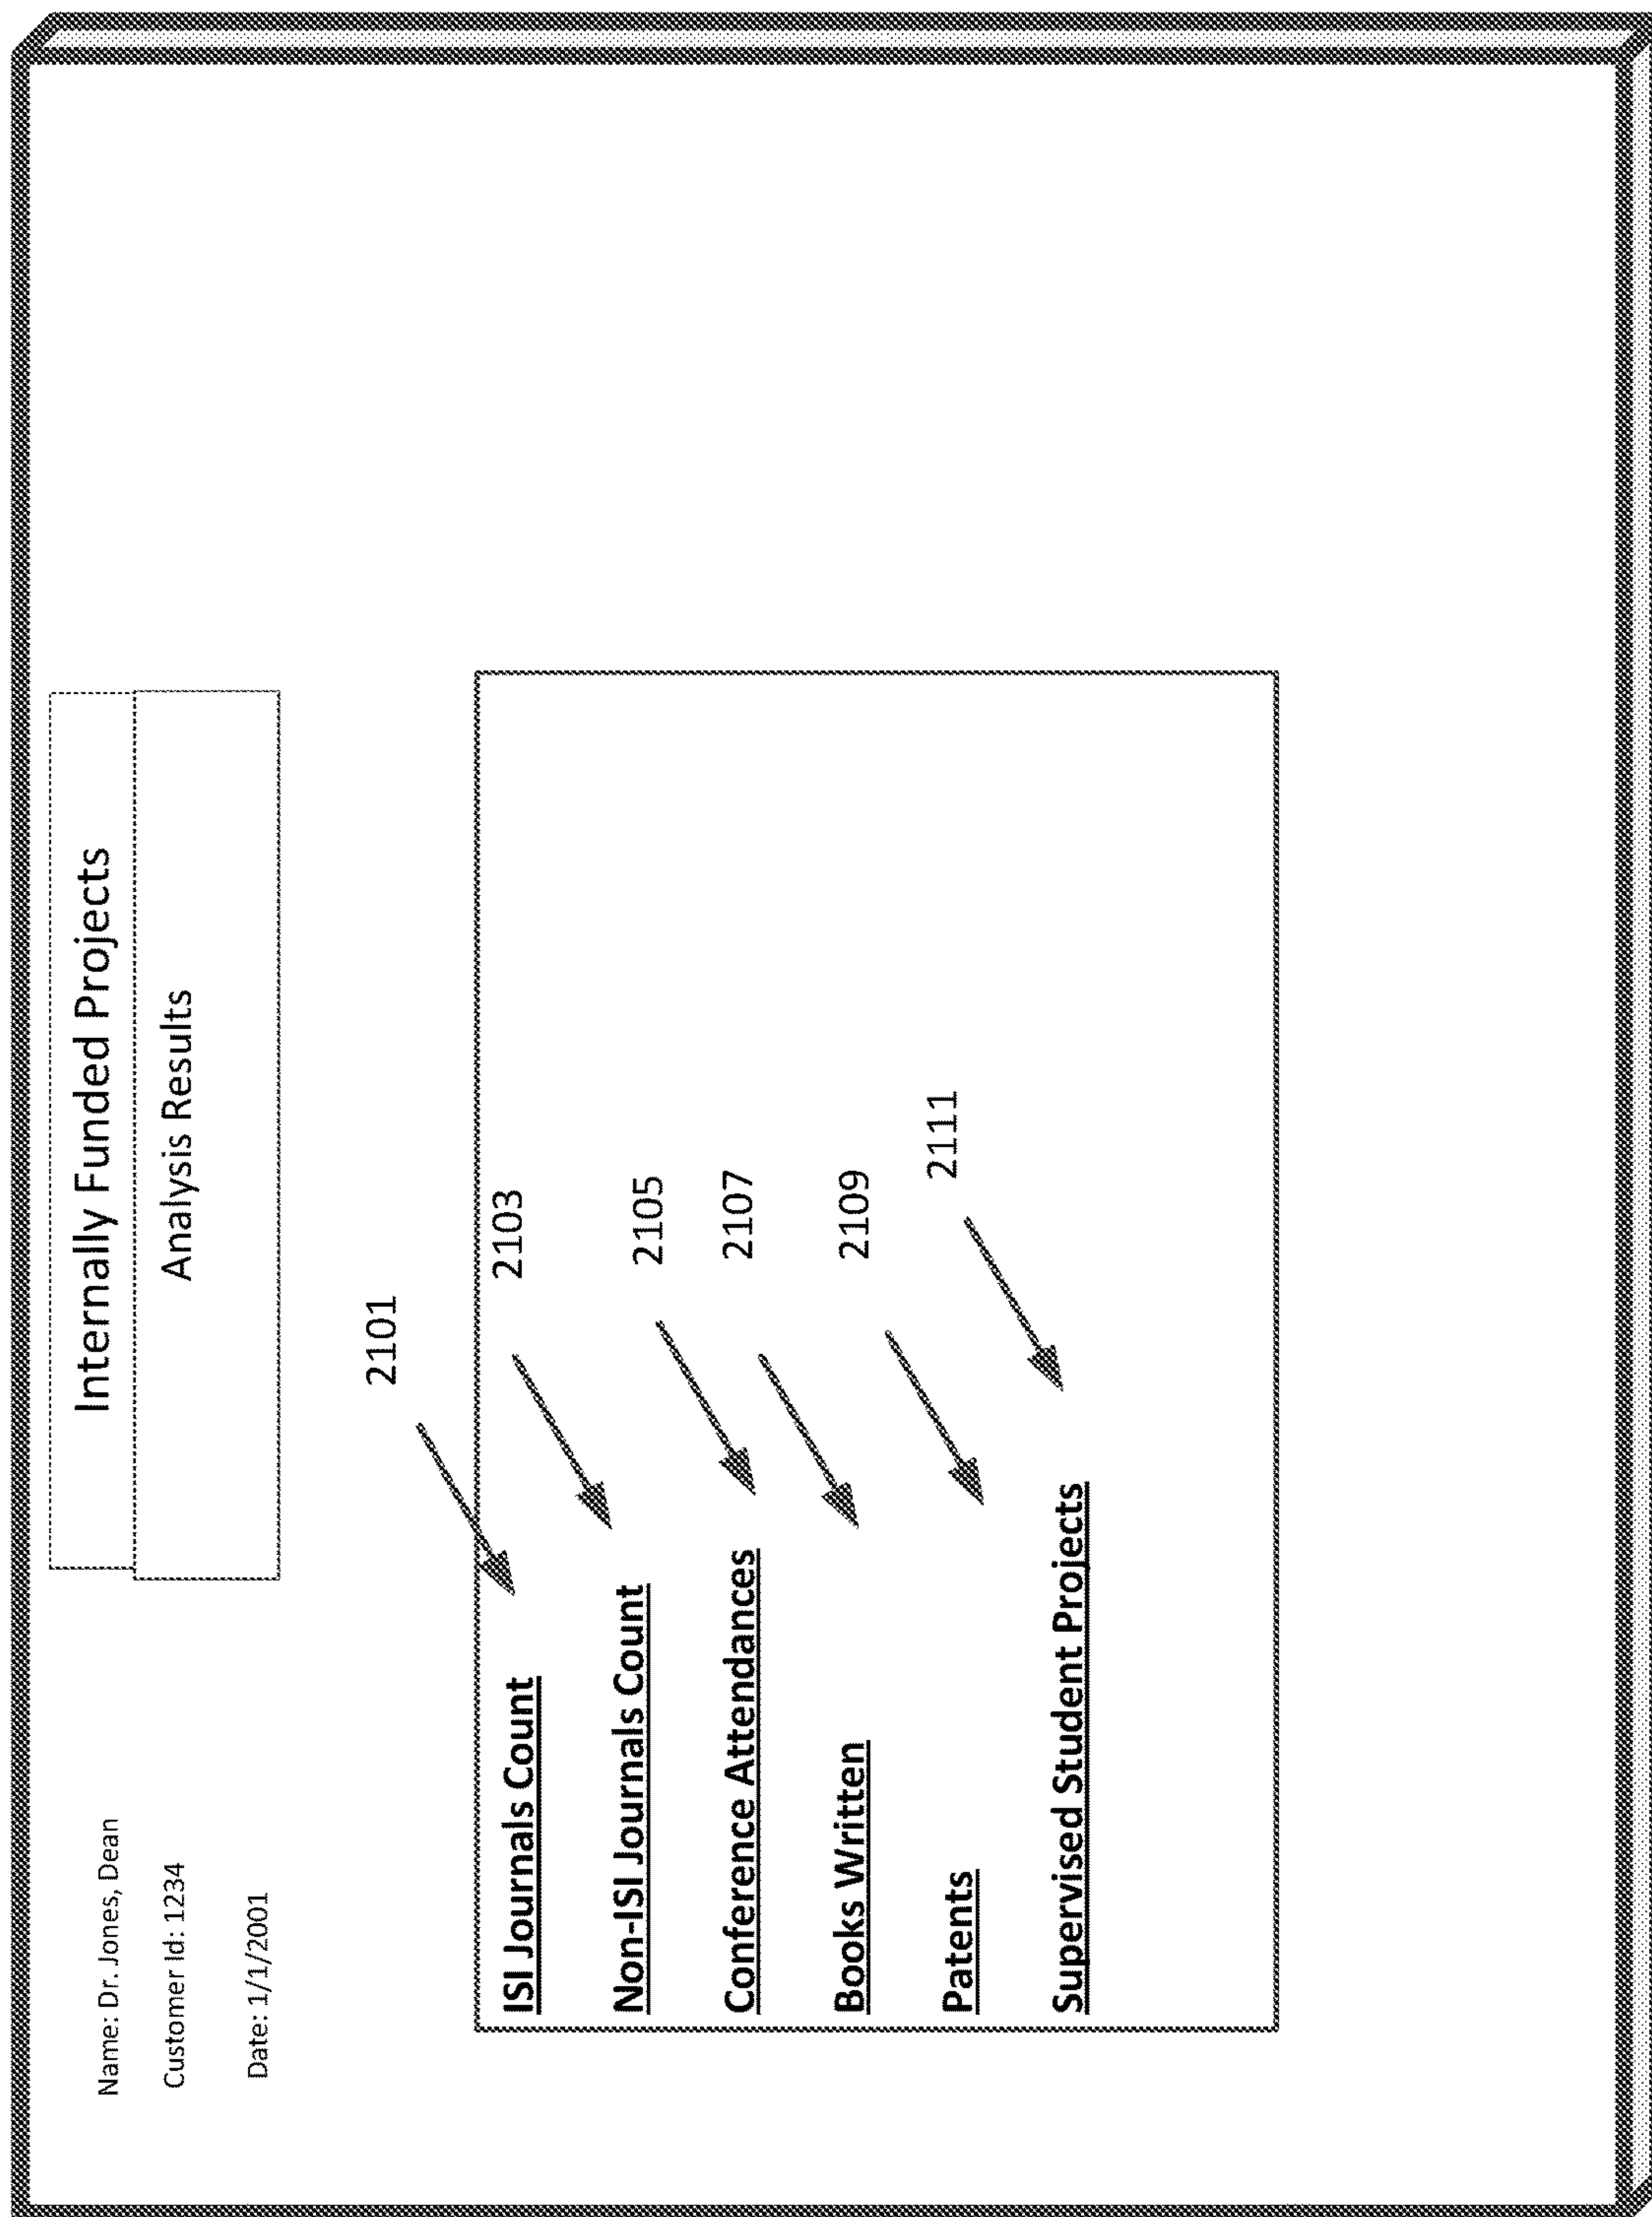 Internally Funded Projects
Analysis Results
Name: Dr. Jones, Dean
Customer Id: 1234
Date: 1/1/2001
2101
ISI Journals Count
2103
Non-ISI Journals Count
2105
Conference Attendances
2107
Books Written
2109
Patents
2111
Supervised Student Projects